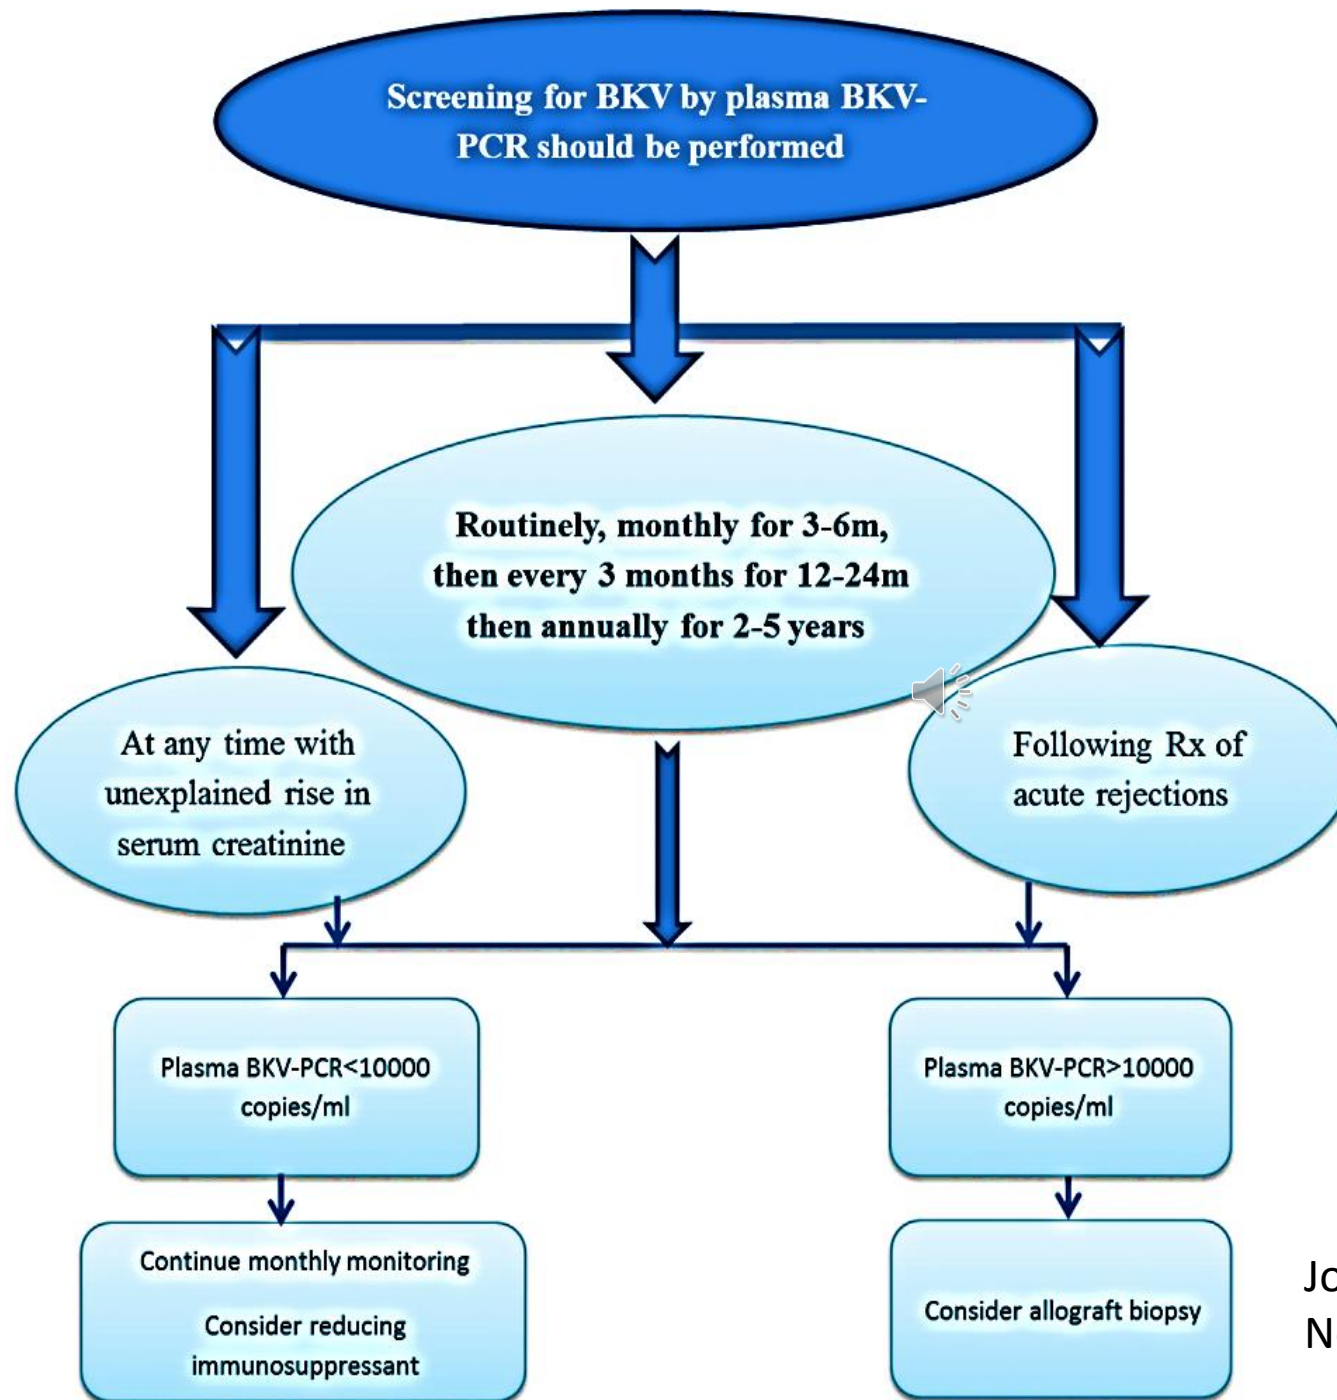 Screening for BKV by plasma BKV-
PCR should be performed
Routinely, monthly for 3-6m,
then every 3 months for 12-24m
then annually for 2-5 years
At any time with
unexplained rise in
serum creatinine
Following Rx of
acute rejections
Plasma BKV-PCR<10000
copies/ml
Plasma BKV-PCR>10000
copies/ml
Continue monthly monitoring
Consider reducing
immunosuppressant
Consider allograft biopsy